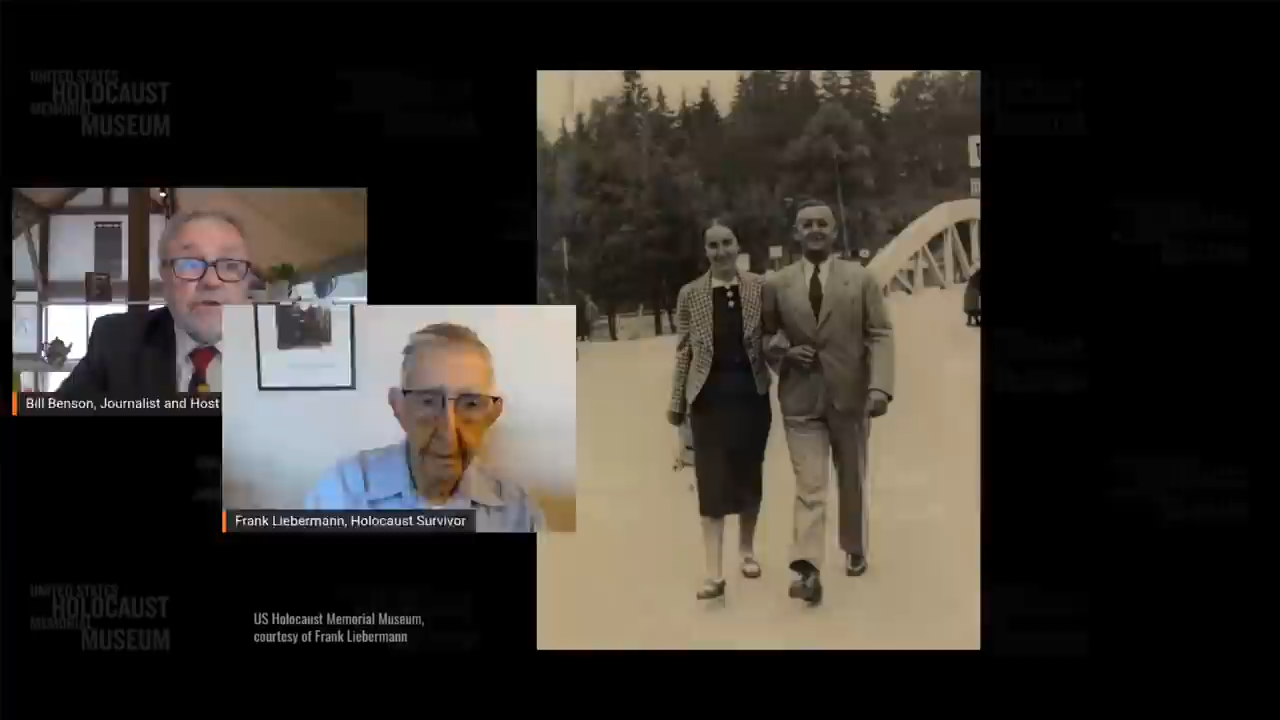 UNITED STATES
HOLOCAUST
MEMORIAL
MUSEUM
Bill Benson, Journalist and Host
Frank Liebermann, Holocaust Survivor
UNITED STATES
HOLOCAUST
MEMORIAL
MUSEUM
US Holocaust Memorial Museum,
courtesy of Frank Liebermann